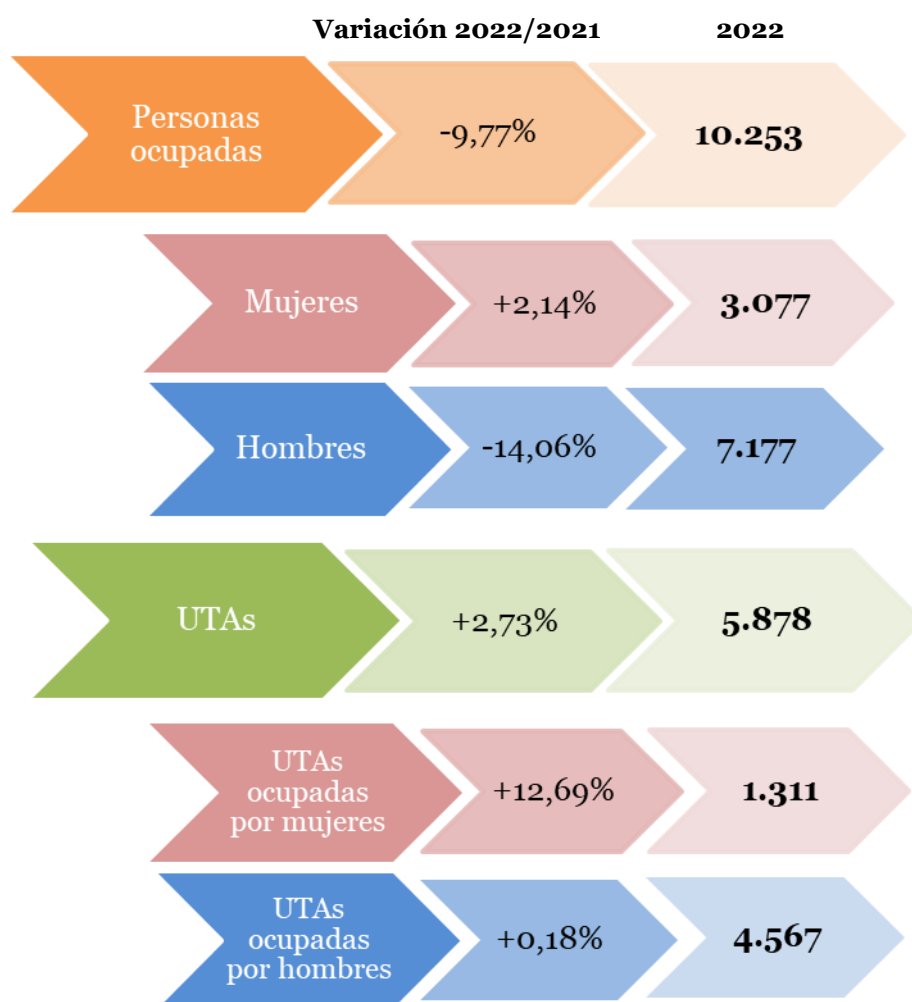 Variación 2022/2021 2022
Personas
ocupadas
-9,77%
10.253
Mujeres
+2,14%
3.077
Hombres
-14,06%
7.177
UTAs
+2,73%
5.878
UTAs
ocupadas
por mujeres
+12,69%
1.311
UTAs
ocupadas
por hombres
+0,18%
4.567